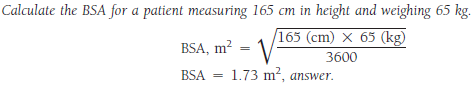 Calculate the BSA for a patient measuring 165 cm in height and weighing 65 kg.
BSA, m² = √(165 (cm) × 65 (kg) / 3600)
BSA = 1.73 m², answer.